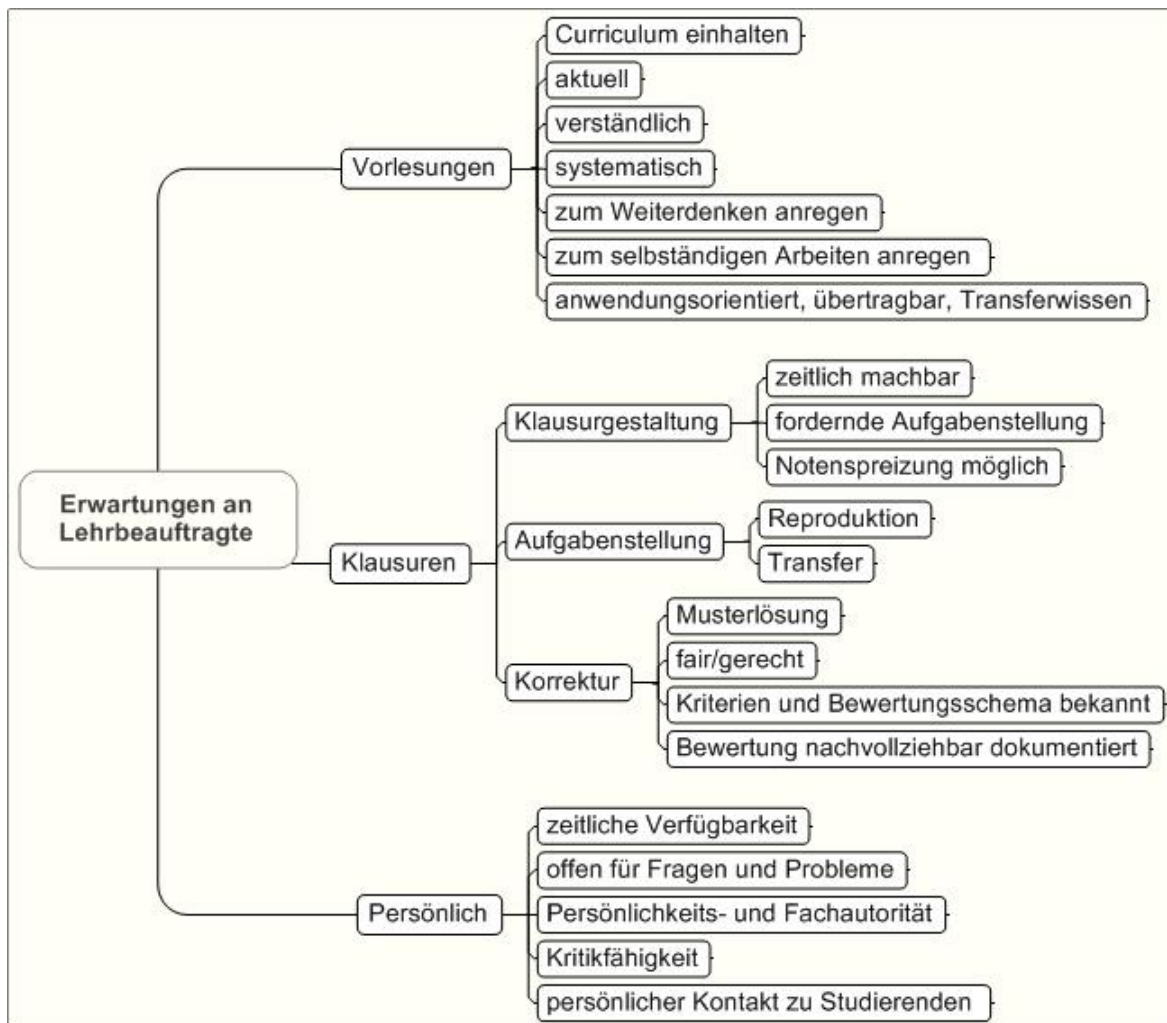 Erwartungen an
Lehrbeauftragte
Vorlesungen
Curriculum einhalten
aktuell
verständlich
systematisch
zum Weiterdenken anregen
zum selbständigen Arbeiten anregen
anwendungsorientiert, übertragbar, Transferwissen
Klausuren
Klausurgestaltung
zeitlich machbar
fordernde Aufgabenstellung
Notenspreizung möglich
Aufgabenstellung
Reproduktion
Transfer
Korrektur
Musterlösung
fair/gerecht
Kriterien und Bewertungsschema bekannt
Bewertung nachvollziehbar dokumentiert
Persönlich
zeitliche Verfügbarkeit
offen für Fragen und Probleme
Persönlichkeits- und Fachautorität
Kritikfähigkeit
persönlicher Kontakt zu Studierenden